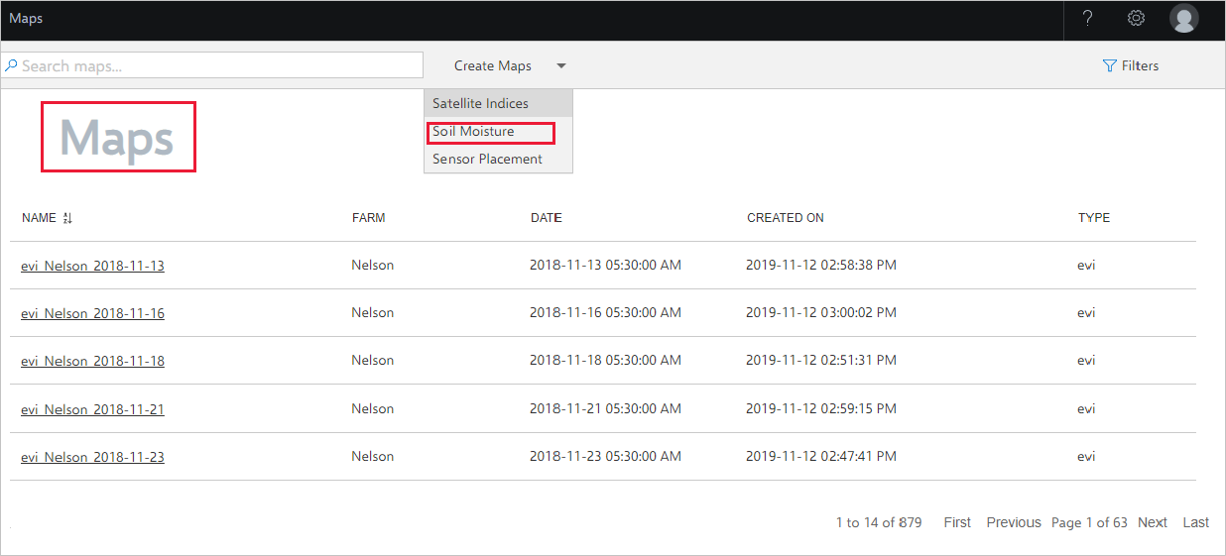 Maps
?
Search maps... Create Maps Filters
Satellite Indices
Soil Moisture
Sensor Placement
Maps
NAME FARM DATE CREATED ON TYPE
evi_Nelson_2018-11-13 Nelson 2018-11-13 05:30:00 AM 2019-11-12 02:58:38 PM evi
evi_Nelson_2018-11-16 Nelson 2018-11-16 05:30:00 AM 2019-11-12 03:00:02 PM evi
evi_Nelson_2018-11-18 Nelson 2018-11-18 05:30:00 AM 2019-11-12 02:51:31 PM evi
evi_Nelson_2018-11-21 Nelson 2018-11-21 05:30:00 AM 2019-11-12 02:59:15 PM evi
evi_Nelson_2018-11-23 Nelson 2018-11-23 05:30:00 AM 2019-11-12 02:47:41 PM evi
1 to 14 of 879 First Previous Page 1 of 63 Next Last